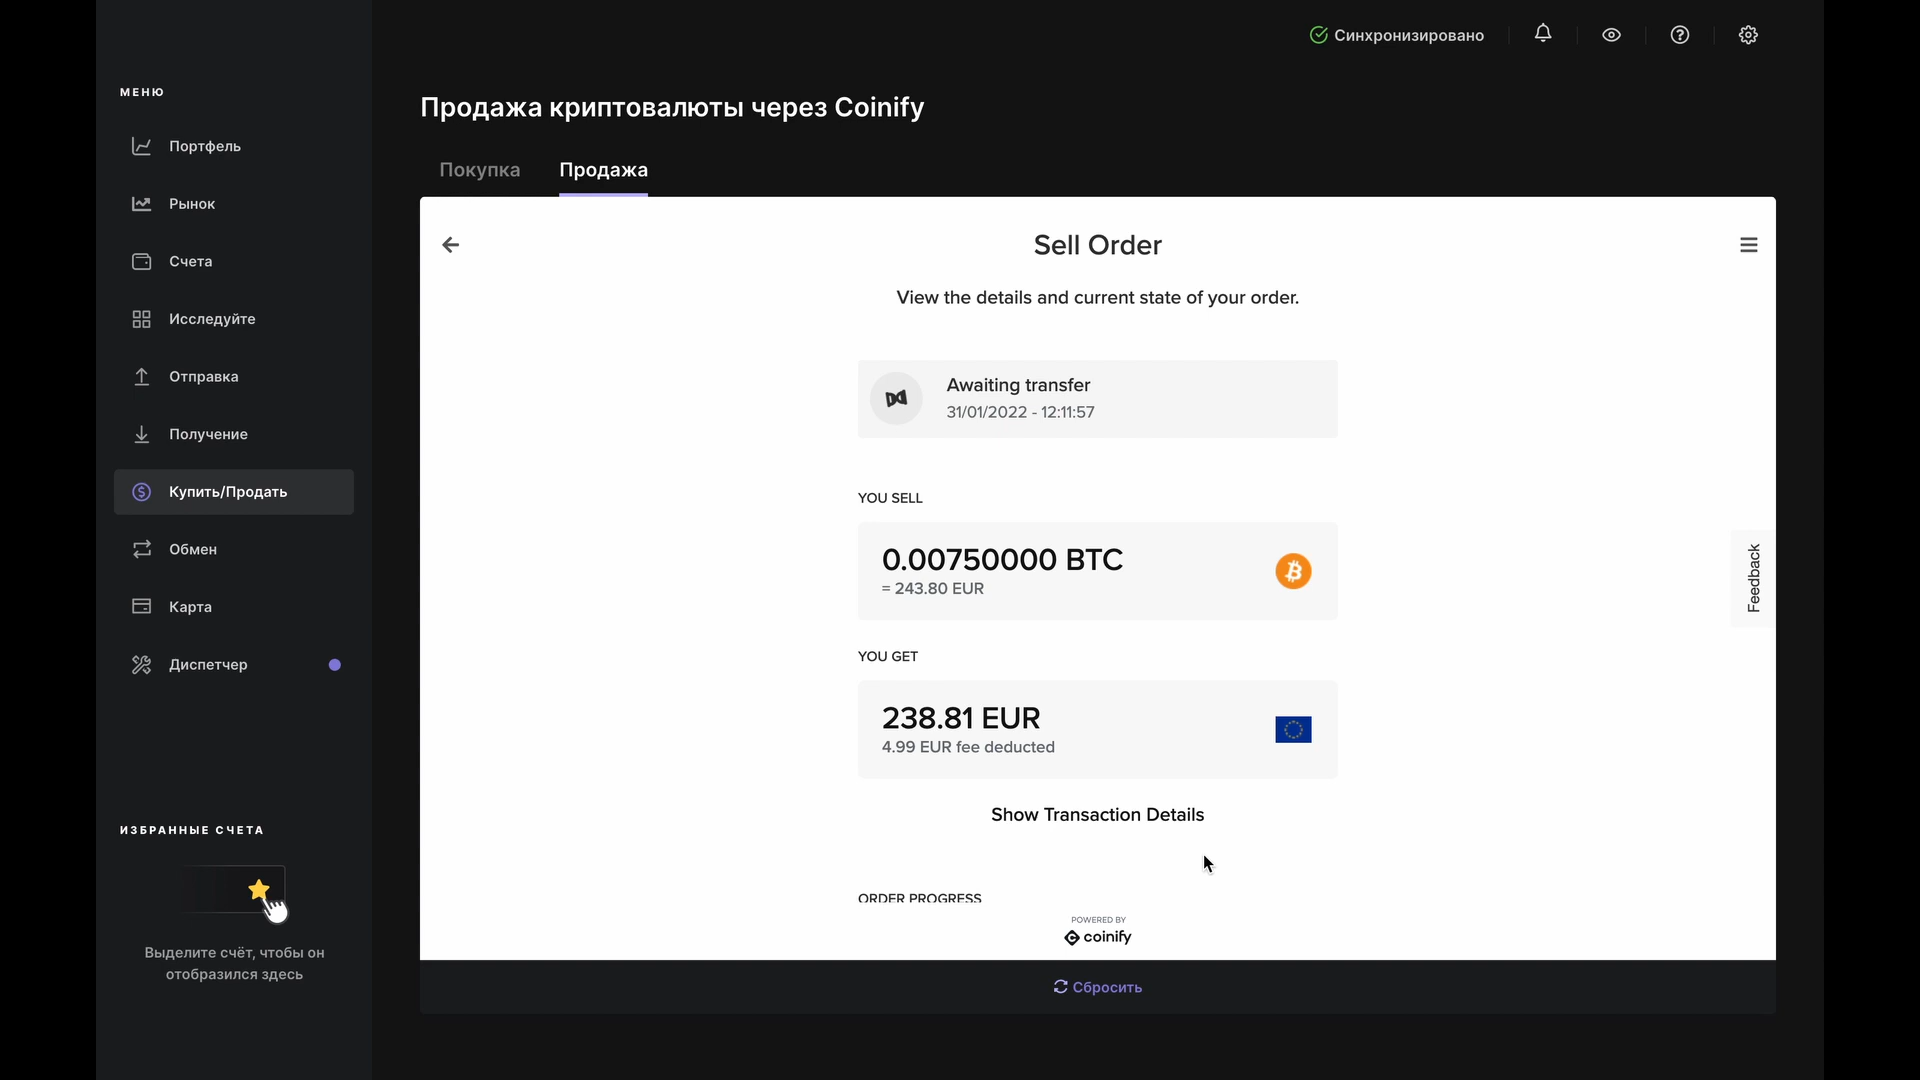 Синхронизировано
МЕНЮ
Портфель
Рынок
Счета
Исследуйте
Отправка
Получение
Купить/Продать
Обмен
Карта
Диспетчер
ИЗБРАННЫЕ СЧЕТА
Выделите счёт, чтобы он
отобразился здесь
Продажа криптовалюты через Coinify
Покупка Продажа
Sell Order
View the details and current state of your order.
Awaiting transfer
31/01/2022 - 12:11:57
YOU SELL
0.00750000 BTC
= 243.80 EUR
YOU GET
238.81 EUR
4.99 EUR fee deducted
Show Transaction Details
ORDER PROGRESS
POWERED BY
coinify
Feedback
Сбросить